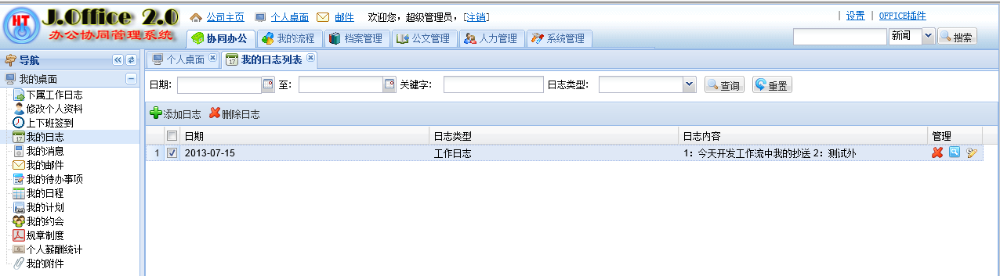 HT J.Office 2.0
办公协同管理系统
公司主页 个人桌面 邮件 欢迎您，超级管理员，[注销]
| 设置 | OFFICE插件
协同办公 我的流程 档案管理 公文管理 人力管理 系统管理
新闻 搜索
导航
个人桌面 我的日志列表
我的桌面
下属工作日志
修改个人资料
上下班签到
我的日志
我的消息
我的邮件
我的待办事项
我的日程
我的计划
我的约会
规章制度
个人薪酬统计
我的附件
日期: 至: 关键字: 日志类型: 查询 重置
添加日志 删除日志
日期 日志类型 日志内容 管理
1 2013-07-15 工作日志 1：今天开发工作流中我的抄送 2：测试外